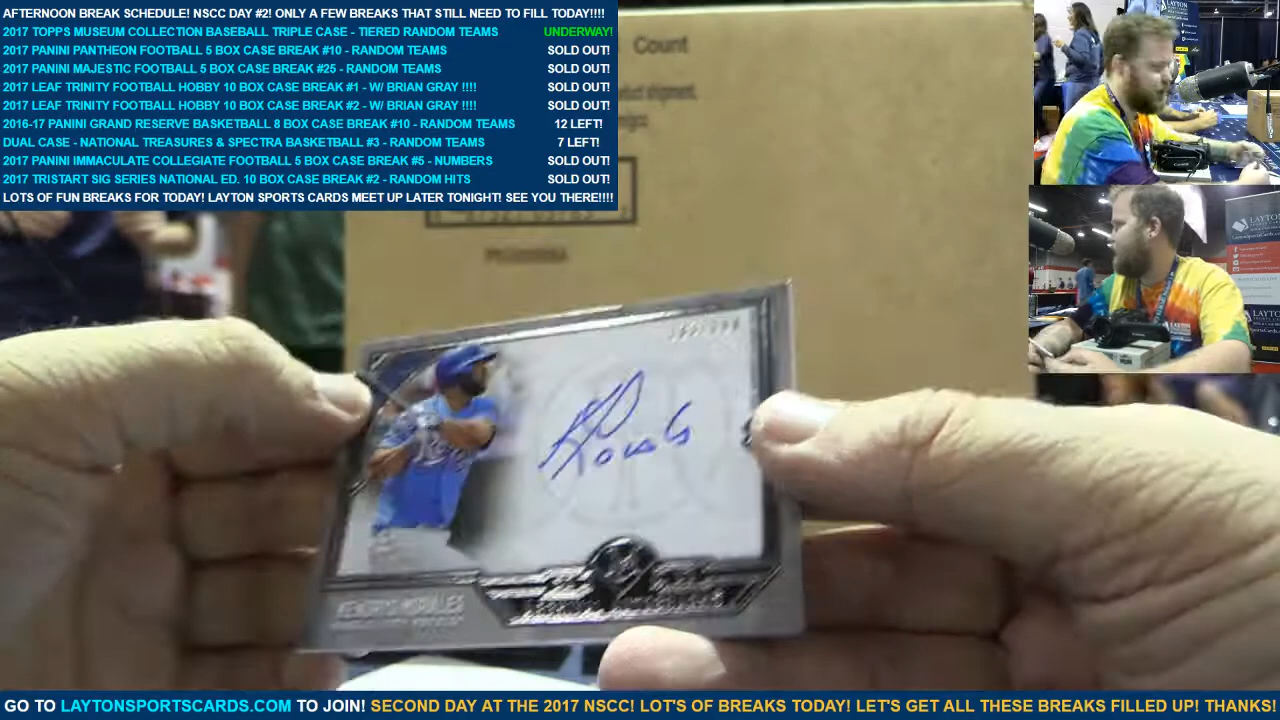 AFTERNOON BREAK SCHEDULE! NSCC DAY #2! ONLY A FEW BREAKS THAT STILL NEED TO FILL TODAY!!!!
2017 TOPPS MUSEUM COLLECTION BASEBALL TRIPLE CASE - TIERED RANDOM TEAMS UNDERWAY!
2017 PANINI PANTHEON FOOTBALL 5 BOX CASE BREAK #10 - RANDOM TEAMS SOLD OUT!
2017 PANINI MAJESTIC FOOTBALL 5 BOX CASE BREAK #25 - RANDOM TEAMS SOLD OUT!
2017 LEAF TRINITY FOOTBALL HOBBY 10 BOX CASE BREAK #1 - W/ BRIAN GRAY !!!! SOLD OUT!
2017 LEAF TRINITY FOOTBALL HOBBY 10 BOX CASE BREAK #2 - W/ BRIAN GRAY !!!! SOLD OUT!
2016-17 PANINI GRAND RESERVE BASKETBALL 8 BOX CASE BREAK #10 - RANDOM TEAMS 12 LEFT!
DUAL CASE - NATIONAL TREASURES & SPECTRA BASKETBALL #3 - RANDOM TEAMS 7 LEFT!
2017 PANINI IMMACULATE COLLEGIATE FOOTBALL 5 BOX CASE BREAK #5 - NUMBERS SOLD OUT!
2017 TRISTART SIG SERIES NATIONAL ED. 10 BOX CASE BREAK #2 - RANDOM HITS SOLD OUT!
LOTS OF FUN BREAKS FOR TODAY! LAYTON SPORTS CARDS MEET UP LATER TONIGHT! SEE YOU THERE!!!!
Count
LAYTON
KENDRYS MORALES
GO TO LAYTONSPORTSCARDS.COM TO JOIN! SECOND DAY AT THE 2017 NSCC! LOT'S OF BREAKS TODAY! LET'S GET ALL THESE BREAKS FILLED UP! THANKS!